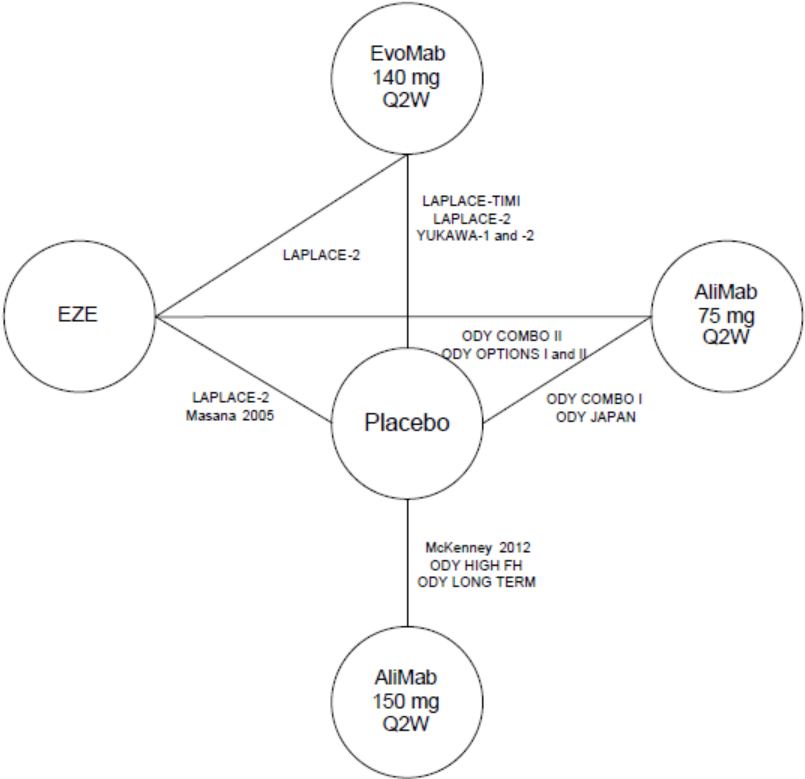 EvoMab
140 mg
Q2W
LAPLACE-TIMI
LAPLACE-2
YUKAWA-1 and -2
LAPLACE-2
EZE
AliMab
75 mg
Q2W
ODY COMBO II
ODY OPTIONS I and II
LAPLACE-2
Masana 2005
Placebo
ODY COMBO I
ODY JAPAN
McKenney 2012
ODY HIGH FH
ODY LONG TERM
AliMab
150 mg
Q2W